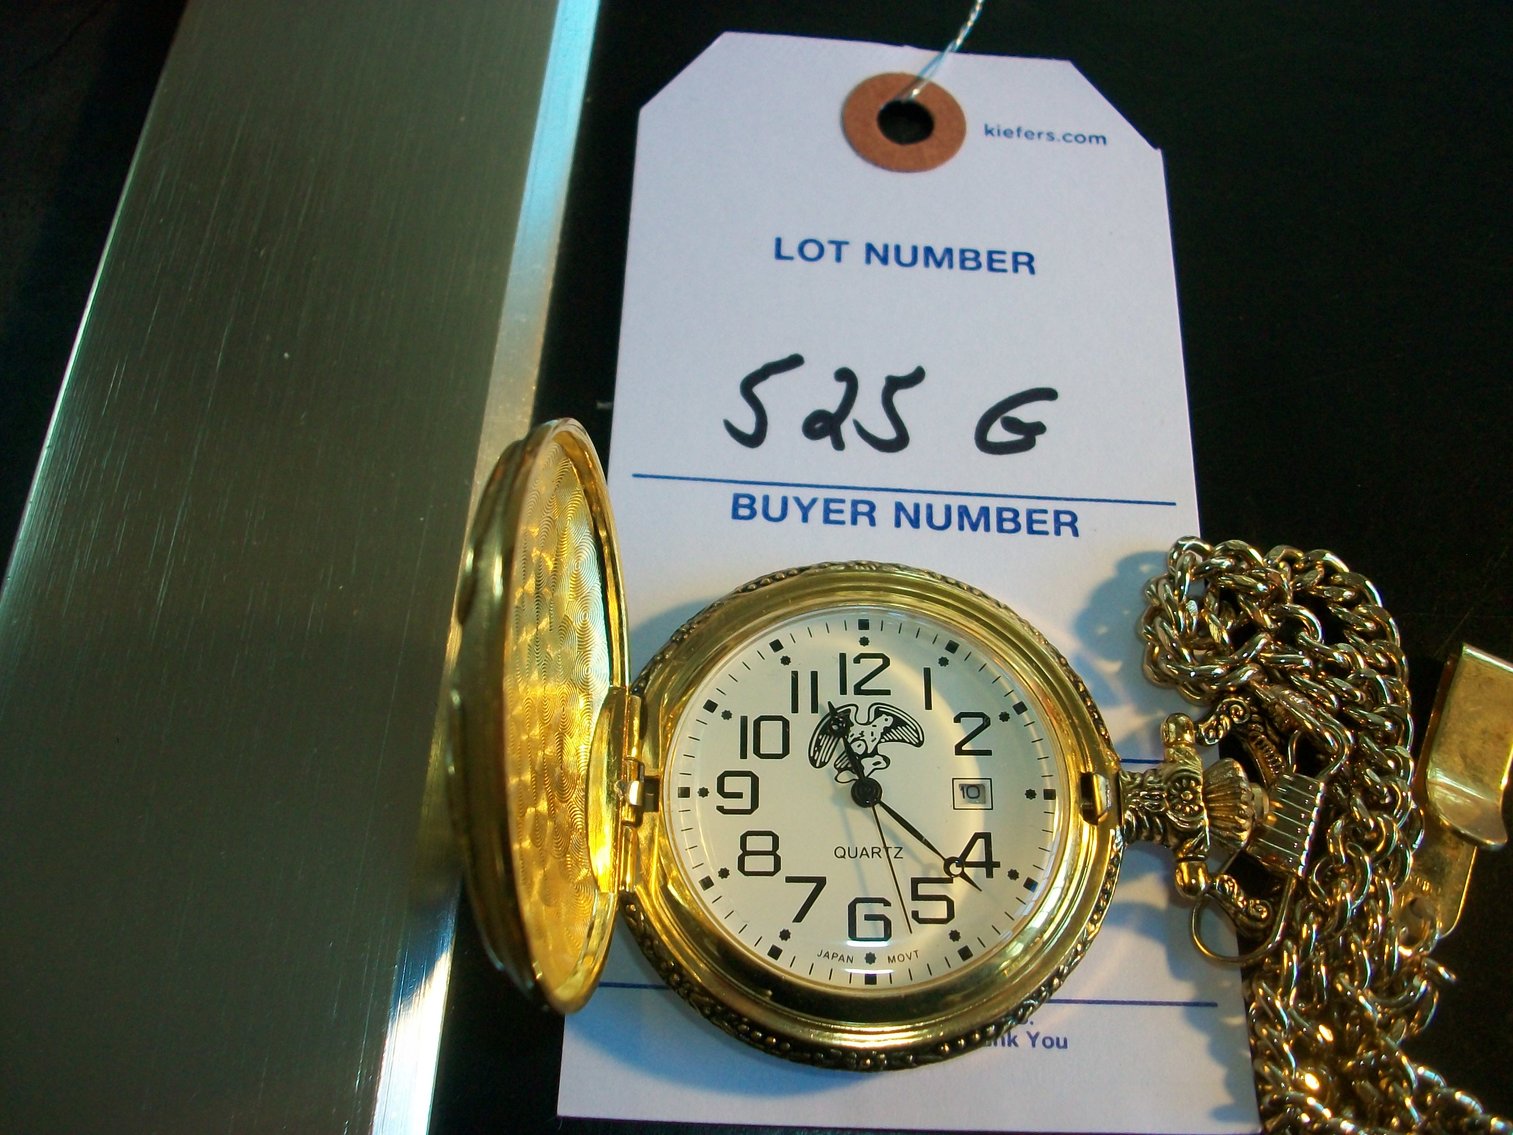 kiefers.com
LOT NUMBER
525 G
BUYER NUMBER
12
11 1
10 2
9 10
8 4
7 5
6
QUARTZ
JAPAN MOVT
Thank You